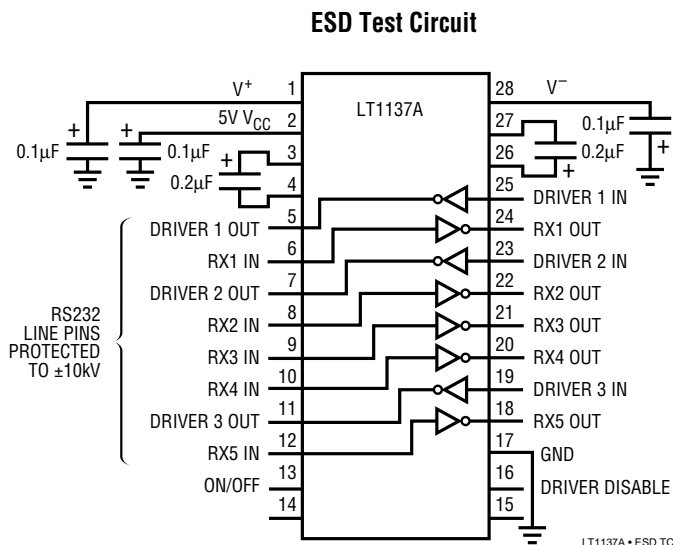 ESD Test Circuit
V+ 1 28 V−
LT1137A
5V VCC 2 27
0.1µF 0.1µF 3 26 0.1µF
0.2µF 4 25 0.2µF
DRIVER 1 IN
DRIVER 1 OUT 5 24 RX1 OUT
RX1 IN 6 23 DRIVER 2 IN
DRIVER 2 OUT 7 22 RX2 OUT
RX2 IN 8 21 RX3 OUT
RX3 IN 9 20 RX4 OUT
RX4 IN 10 19 DRIVER 3 IN
DRIVER 3 OUT 11 18 RX5 OUT
RX5 IN 12 17 GND
ON/OFF 13 16 DRIVER DISABLE
14 15
RS232
LINE PINS
PROTECTED
TO ±10kV
+ + + + +
LT1137A • ESD TC